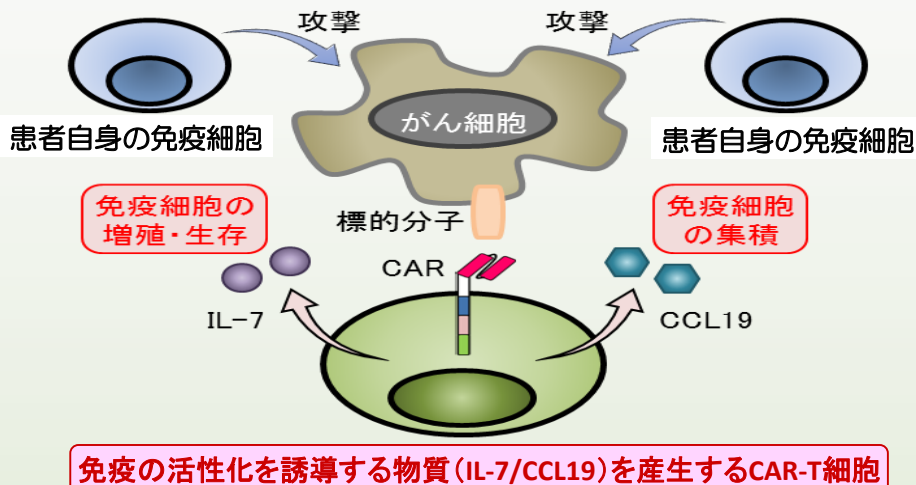 攻撃
攻撃
がん細胞
患者自身の免疫細胞
患者自身の免疫細胞
免疫細胞の
増殖・生存
標的分子
免疫細胞
の集積
CAR
IL-7
CCL19
免疫の活性化を誘導する物質(IL-7/CCL19)を産生するCAR-T細胞